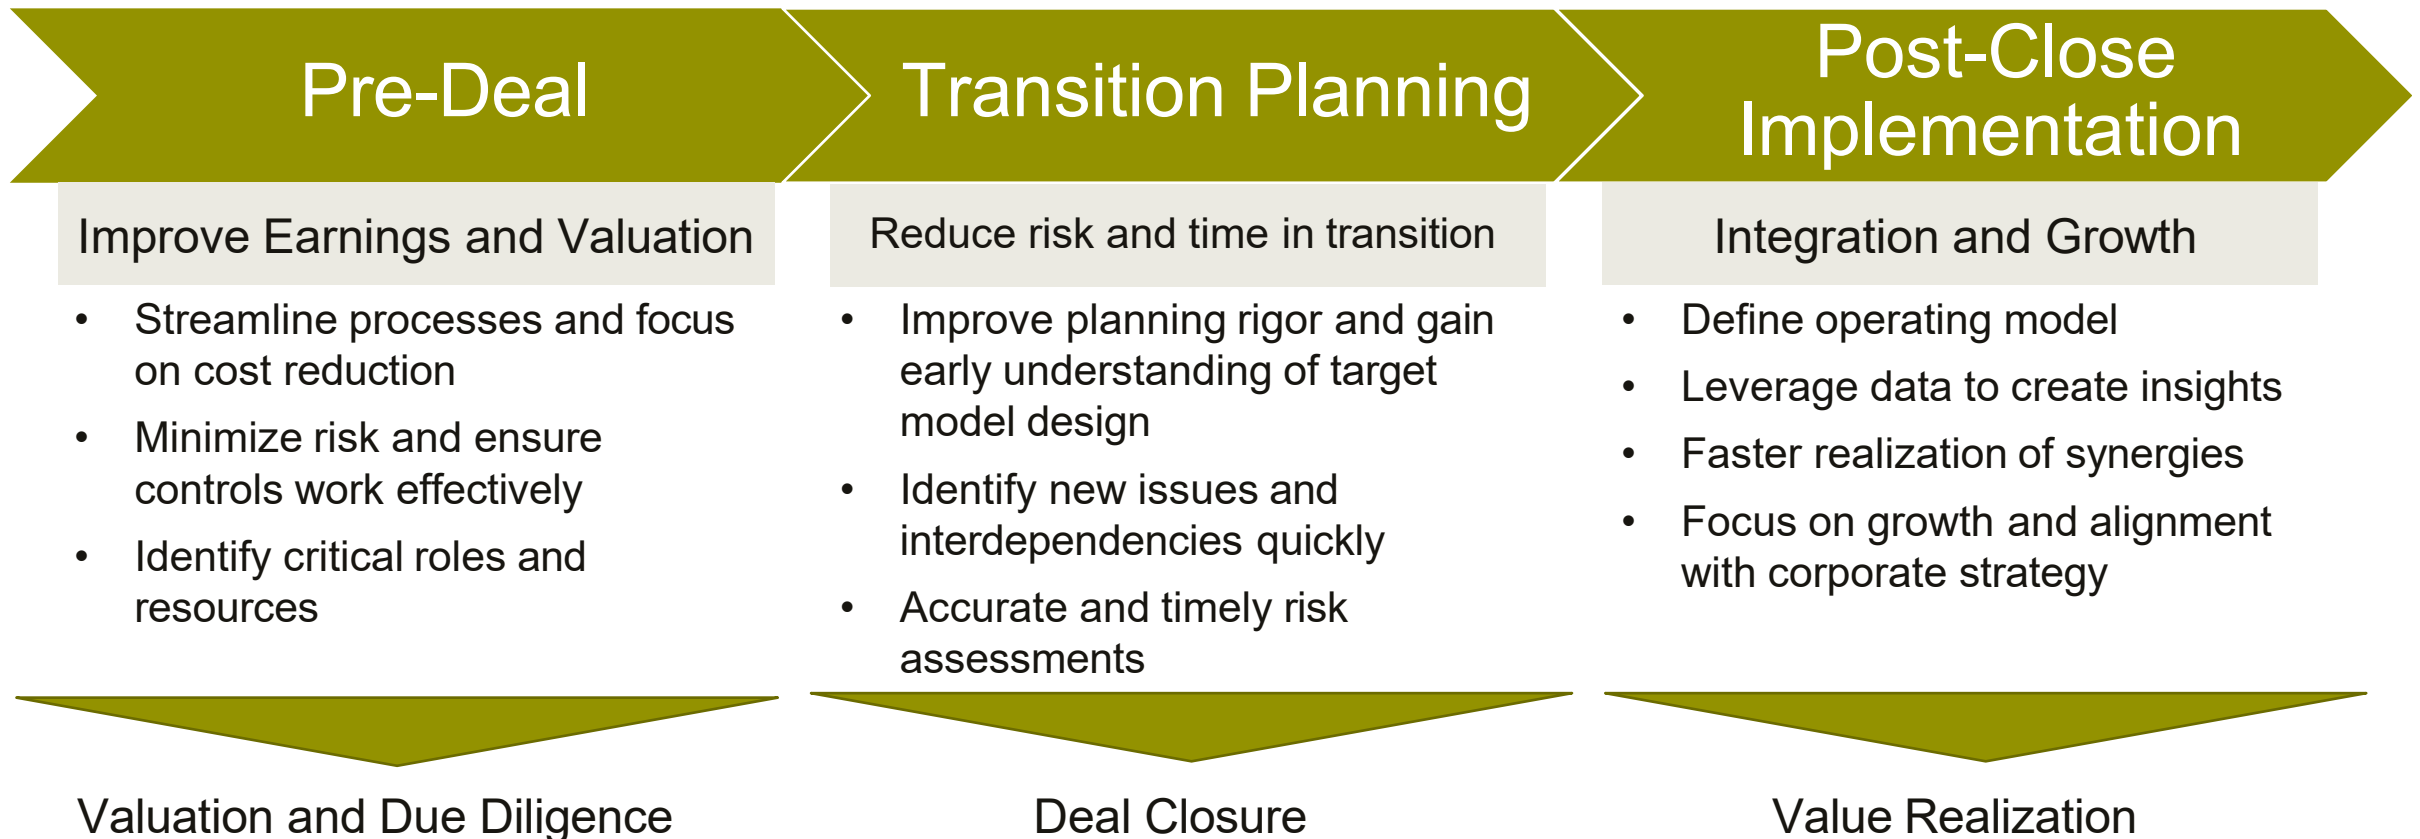 Pre-Deal
Improve Earnings and Valuation
• Streamline processes and focus
on cost reduction
• Minimize risk and ensure
controls work effectively
• Identify critical roles and
resources
Valuation and Due Diligence
Transition Planning
Reduce risk and time in transition
• Improve planning rigor and gain
early understanding of target
model design
• Identify new issues and
interdependencies quickly
• Accurate and timely risk
assessments
Deal Closure
Post-Close
Implementation
Integration and Growth
• Define operating model
• Leverage data to create insights
• Faster realization of synergies
• Focus on growth and alignment
with corporate strategy
Value Realization